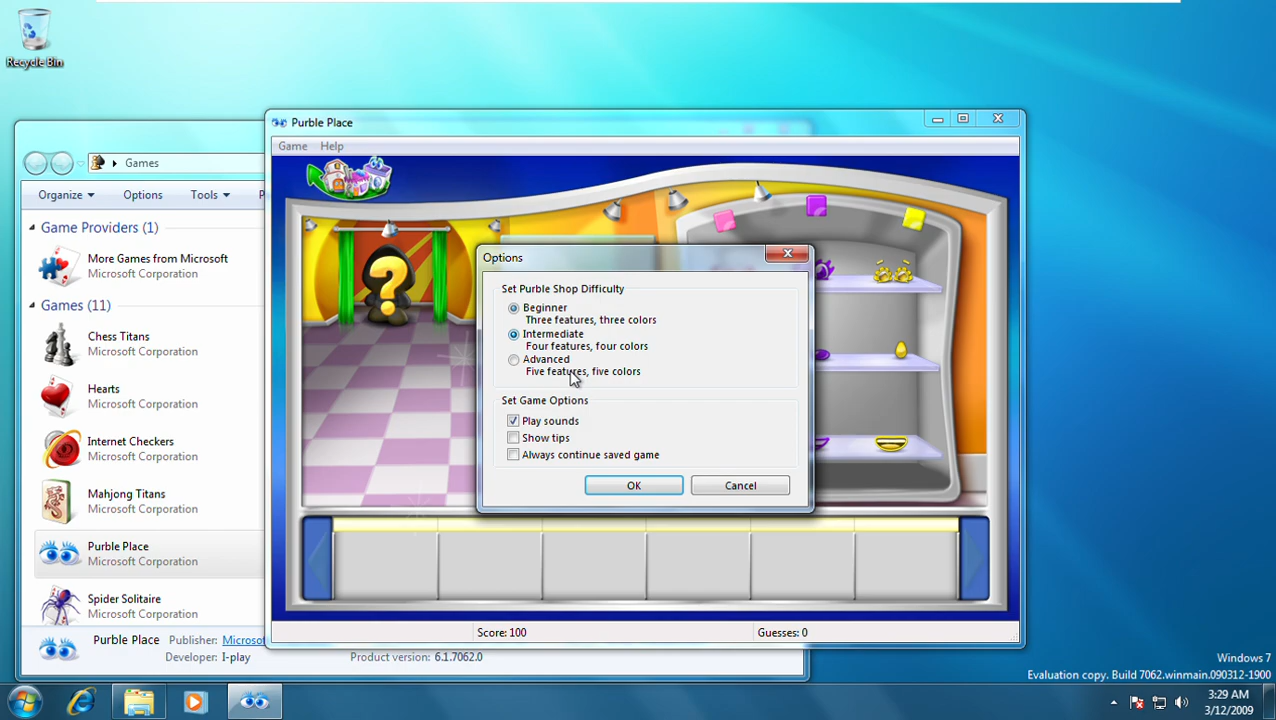 Recycle Bin
Purble Place
Game Help
Games
Organize Options Tools
Game Providers (1)
More Games from Microsoft
Microsoft Corporation
Games (11)
Chess Titans
Microsoft Corporation
Hearts
Microsoft Corporation
Internet Checkers
Microsoft Corporation
Mahjong Titans
Microsoft Corporation
Purble Place
Microsoft Corporation
Spider Solitaire
Microsoft Corporation
Purble Place Publisher:
Developer: I-play Product version: 6.1.7062.0
?
Options
Set Purble Shop Difficulty
Beginner
Three features, three colors
Intermediate
Four features, four colors
Advanced
Five features, five colors
Set Game Options
Play sounds
Show tips
Always continue saved game
OK Cancel
Score: 100 Guesses: 0
Windows 7
Evaluation copy. Build 7062.winmain.090312-1900
3:29 AM
3/12/2009